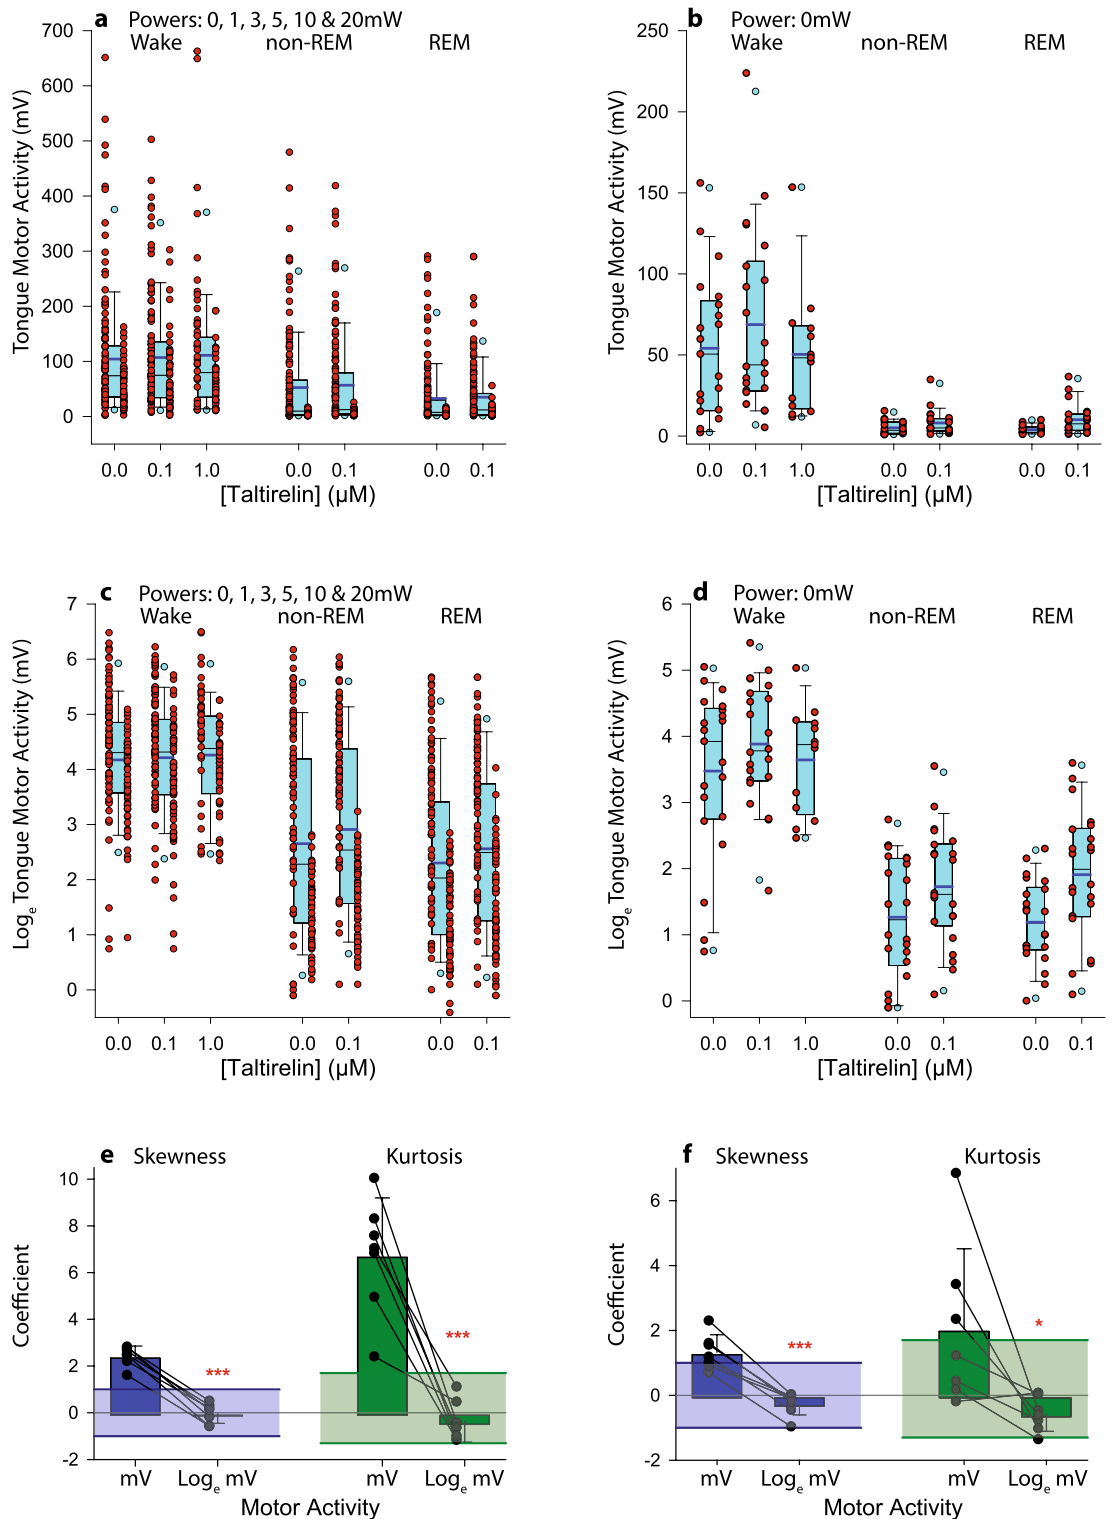 a Powers: 0, 1, 3, 5, 10 & 20mW
Wake non-REM REM
Tongue Motor Activity (mV)
700
600
500
400
300
200
100
0
0.0 0.1 1.0 0.0 0.1 0.0 0.1
[Taltirelin] (µM)
b Power: 0mW
Wake non-REM REM
Tongue Motor Activity (mV)
250
200
150
100
50
0
0.0 0.1 1.0 0.0 0.1 0.0 0.1
[Taltirelin] (µM)
c Powers: 0, 1, 3, 5, 10 & 20mW
Wake non-REM REM
Loge Tongue Motor Activity (mV)
7
6
5
4
3
2
1
0
0.0 0.1 1.0 0.0 0.1 0.0 0.1
[Taltirelin] (µM)
d Power: 0mW
Wake non-REM REM
Loge Tongue Motor Activity (mV)
6
5
4
3
2
1
0
0.0 0.1 1.0 0.0 0.1 0.0 0.1
[Taltirelin] (µM)
e Skewness Kurtosis
Coefficient
10
8
6
4
2
0
-2
*** ***
mV Loge mV mV Loge mV
Motor Activity
f Skewness Kurtosis
Coefficient
6
4
2
0
-2
*** *
mV Loge mV mV Loge mV
Motor Activity